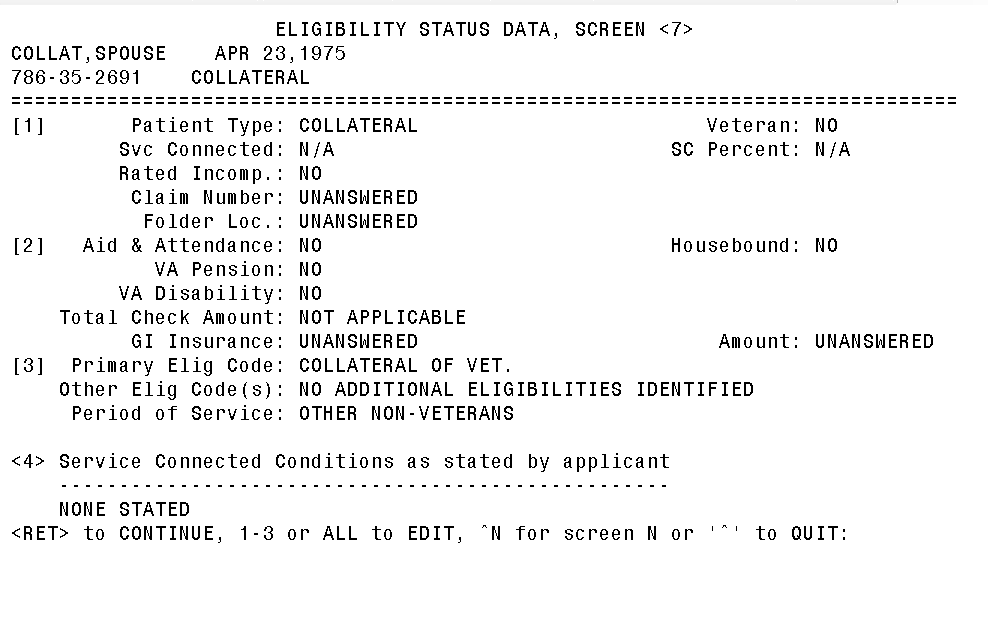 ELIGIBILITY STATUS DATA, SCREEN <7>
COLLAT,SPOUSE    APR 23,1975
786-35-2691    COLLATERAL
===============================================================================
[1]       Patient Type: COLLATERAL                        Veteran: NO
         Svc Connected: N/A                            SC Percent: N/A
         Rated Incomp.: NO
          Claim Number: UNANSWERED
           Folder Loc.: UNANSWERED
[2]   Aid & Attendance: NO                             Housebound: NO
            VA Pension: NO
         VA Disability: NO
    Total Check Amount: NOT APPLICABLE
          GI Insurance: UNANSWERED                         Amount: UNANSWERED
[3]  Primary Elig Code: COLLATERAL OF VET.
    Other Elig Code(s): NO ADDITIONAL ELIGIBILITIES IDENTIFIED
     Period of Service: OTHER NON-VETERANS
<4> Service Connected Conditions as stated by applicant
    ---------------------------------------------------
    NONE STATED
<RET> to CONTINUE, 1-3 or ALL to EDIT, ^N for screen N or '^' to QUIT: